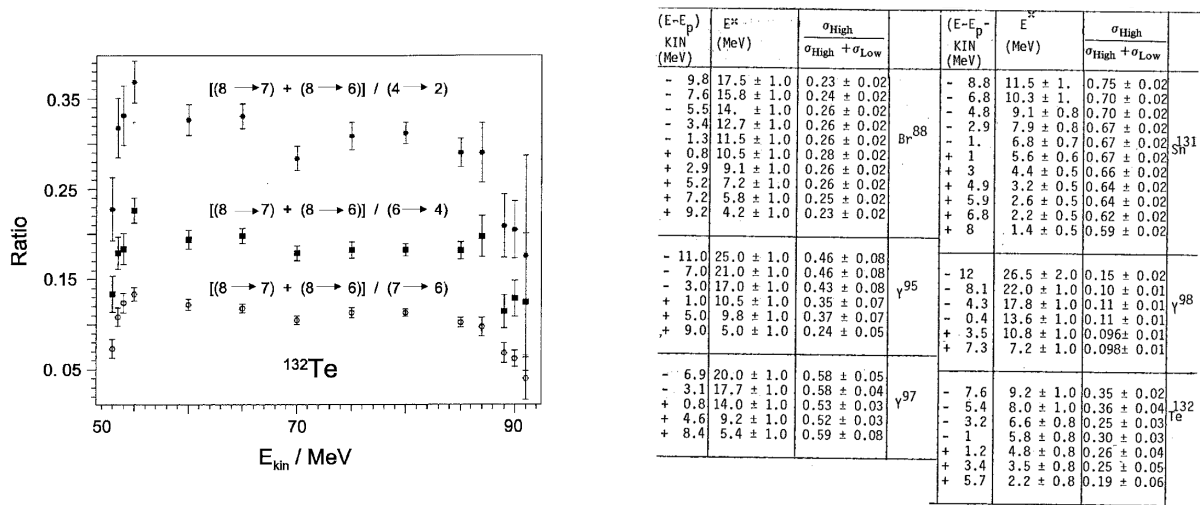 0.35
0.25
0.15
0. 05
Ratio
[(8 →7) + (8 →6)] / (4 →2)
[(8 →7) + (8 →6)] / (6 →4)
[(8 →7) + (8 →6)] / (7 →6)
132Te
50 70 90
Ekin / MeV
(E-Ep) KIN (MeV) E* (MeV) σHigh / σHigh + σLow
- 9.8 17.5 ± 1.0 0.23 ± 0.02
- 7.6 15.8 ± 1.0 0.24 ± 0.02
- 5.5 14. ± 1.0 0.26 ± 0.02
- 3.4 12.7 ± 1.0 0.26 ± 0.02
- 1.3 11.5 ± 1.0 0.26 ± 0.02
+ 0.8 10.5 ± 1.0 0.28 ± 0.02
+ 2.9 9.1 ± 1.0 0.26 ± 0.02
+ 5.2 7.2 ± 1.0 0.26 ± 0.02
+ 7.2 5.8 ± 1.0 0.25 ± 0.02
+ 9.2 4.2 ± 1.0 0.23 ± 0.02
Br88
- 11.0 25.0 ± 1.0 0.46 ± 0.08
- 7.0 21.0 ± 1.0 0.46 ± 0.08
- 3.0 17.0 ± 1.0 0.43 ± 0.08
+ 1.0 10.5 ± 1.0 0.35 ± 0.07
+ 5.0 9.8 ± 1.0 0.37 ± 0.07
+ 9.0 5.0 ± 1.0 0.24 ± 0.05
Y95
- 6.9 20.0 ± 1.0 0.58 ± 0.05
- 3.1 17.7 ± 1.0 0.58 ± 0.04
+ 0.8 14.0 ± 1.0 0.53 ± 0.03
+ 4.6 9.2 ± 1.0 0.52 ± 0.03
+ 8.4 5.4 ± 1.0 0.59 ± 0.08
Y97
(E-Ep- KIN (MeV) E* (MeV) σHigh / σHigh + σLow
- 8.8 11.5 ± 1. 0.75 ± 0.02
- 6.8 10.3 ± 1. 0.70 ± 0.02
- 4.8 9.1 ± 0.8 0.70 ± 0.02
- 2.9 7.9 ± 0.8 0.67 ± 0.02
- 1. 6.8 ± 0.7 0.67 ± 0.02
+ 1 5.6 ± 0.6 0.67 ± 0.02
+ 3 4.4 ± 0.5 0.66 ± 0.02
+ 4.9 3.2 ± 0.5 0.64 ± 0.02
+ 5.9 2.6 ± 0.5 0.64 ± 0.02
+ 6.8 2.2 ± 0.5 0.62 ± 0.02
+ 8 1.4 ± 0.5 0.59 ± 0.02
Sn131
- 12 26.5 ± 2.0 0.15 ± 0.02
- 8.1 22.0 ± 1.0 0.10 ± 0.01
- 4.3 17.8 ± 1.0 0.11 ± 0.01
- 0.4 13.6 ± 1.0 0.11 ± 0.01
+ 3.5 10.8 ± 1.0 0.096± 0.01
+ 7.3 7.2 ± 1.0 0.098± 0.01
Y98
- 7.6 9.2 ± 1.0 0.35 ± 0.02
- 5.4 8.0 ± 1.0 0.36 ± 0.04
- 3.2 6.6 ± 0.8 0.25 ± 0.03
- 1 5.8 ± 0.8 0.30 ± 0.03
+ 1.2 4.8 ± 0.8 0.26 ± 0.04
+ 3.4 3.5 ± 0.8 0.25 ± 0.05
+ 5.7 2.2 ± 0.8 0.19 ± 0.06
Te132